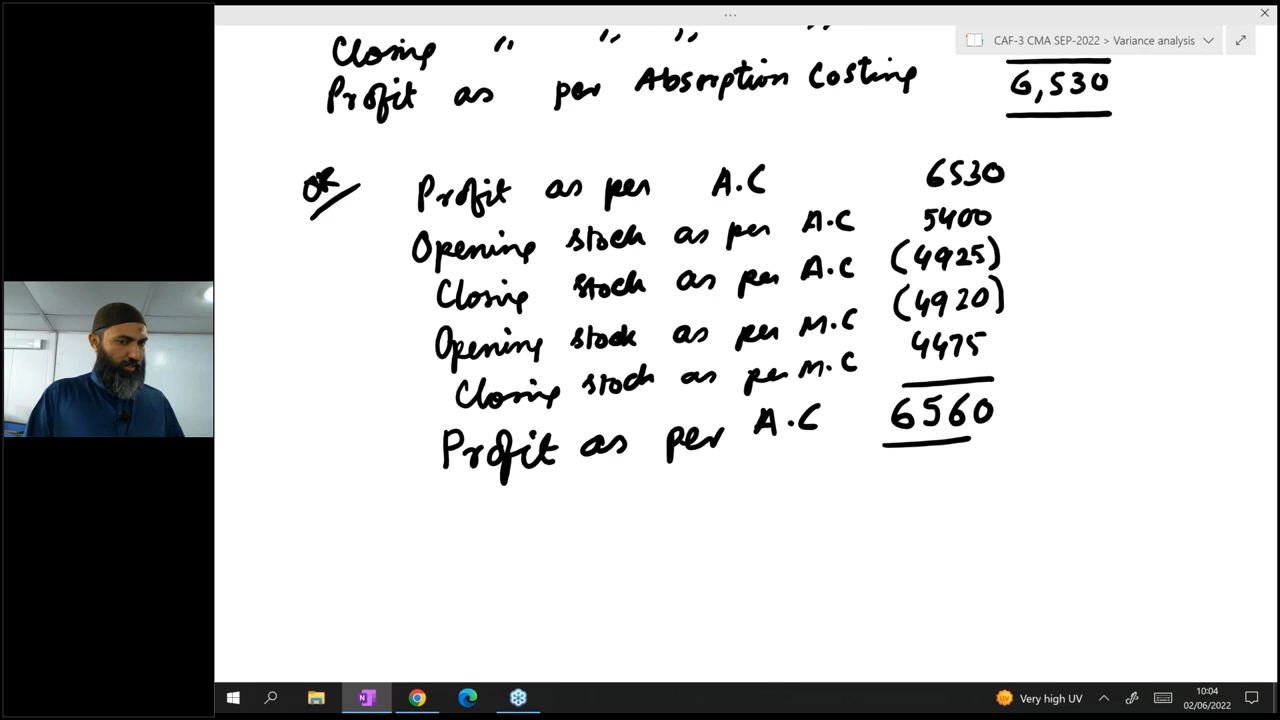 CAF-3 CMA SEP-2022 > Variance analysis
Closing " " " "
Profit as per Absorption Costing 6,530
OR Profit as per A.C 6530
Opening stock as per A.C 5400
Closing stock as per A.C (4925)
Opening stock as per M.C (4920)
Closing stock as per M.C 4475
Profit as per A.C 6560
Very high UV
10:04
02/06/2022